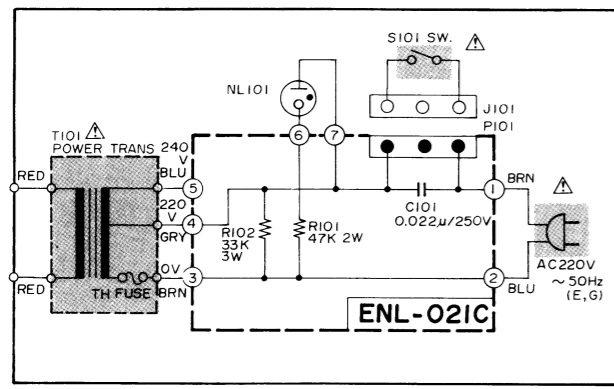 S101 SW.
NL101
J101
P101
T101
POWER TRANS
240
V
BLU
RED
6
7
5
1
BRN
220
V
GRY
4
R102
33K
3W
R101
47K 2W
C101
0.022μ/250V
0V
TH FUSE
BRN
RED
3
2
BLU
AC220V
~50Hz
(E,G)
ENL-021C